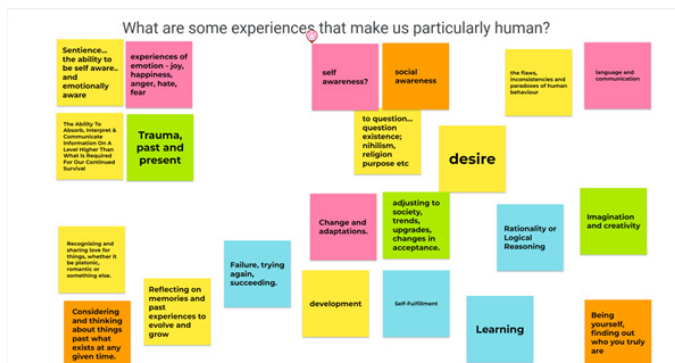 What are some experiences that make us particularly human?
Sentience...
the ability to
be self aware..
and
emotionally
aware
experiences of
emotion - joy,
happiness,
anger, hate,
fear
self
awareness?
social
awareness
the flaws,
inconsistencies and
paradoxes of human
behaviour
language and
communication
The Ability To
Absorb, Interpret &
Communicate
Information On A
Level Higher Than
What Is Required
For Our Continued
Survival
Trauma,
past and
present
to question...
question
existence;
nihilism,
religion
purpose etc
desire
Change and
adaptations.
adjusting to
society,
trends,
upgrades,
changes in
acceptance.
Rationality or
Logical
Reasoning
Imagination
and creativity
Recognising and
sharing love for
things, whether it
be platonic,
romantic or
something else.
Failure, trying
again,
succeeding.
Reflecting on
memories and
past
experiences to
evolve and
grow
development
Self-Fulfillment
Learning
Considering
and thinking
about things
past what
exists at any
given time.
Being
yourself,
finding out
who you truly
are